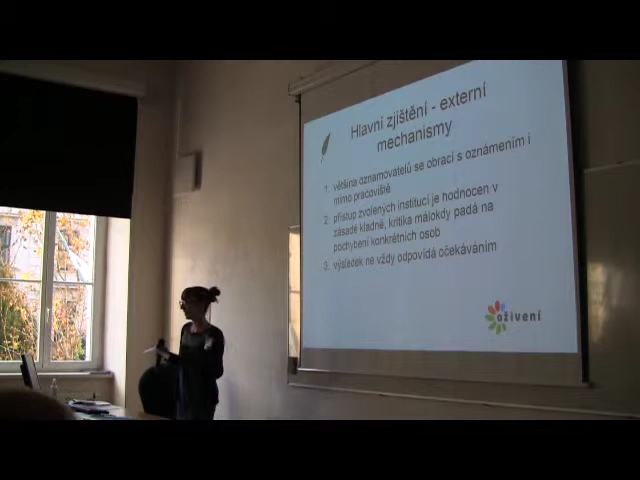 Hlavní zjištění - externí
mechanismy
1. většina oznamovatelů se obrací s oznámením i
mimo pracoviště
2. přístup zvolených institucí je hodnocen v
zásadě kladně, kritika málokdy padá na
pochybení konkrétních osob
3. výsledek ne vždy odpovídá očekáváním
oživení